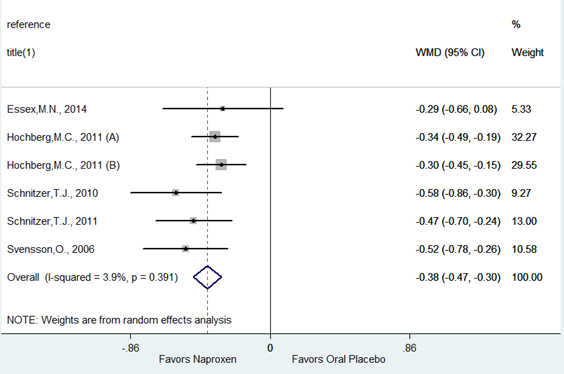 reference %
title(1) WMD (95% CI) Weight
Essex,M.N., 2014 -0.29 (-0.66, 0.08) 5.33
Hochberg,M.C., 2011 (A) -0.34 (-0.49, -0.19) 32.27
Hochberg,M.C., 2011 (B) -0.30 (-0.45, -0.15) 29.55
Schnitzer,T.J., 2010 -0.58 (-0.86, -0.30) 9.27
Schnitzer,T.J., 2011 -0.47 (-0.70, -0.24) 13.00
Svensson,O., 2006 -0.52 (-0.78, -0.26) 10.58
Overall (I-squared = 3.9%, p = 0.391) -0.38 (-0.47, -0.30) 100.00
NOTE: Weights are from random effects analysis
-.86 0 .86
Favors Naproxen Favors Oral Placebo